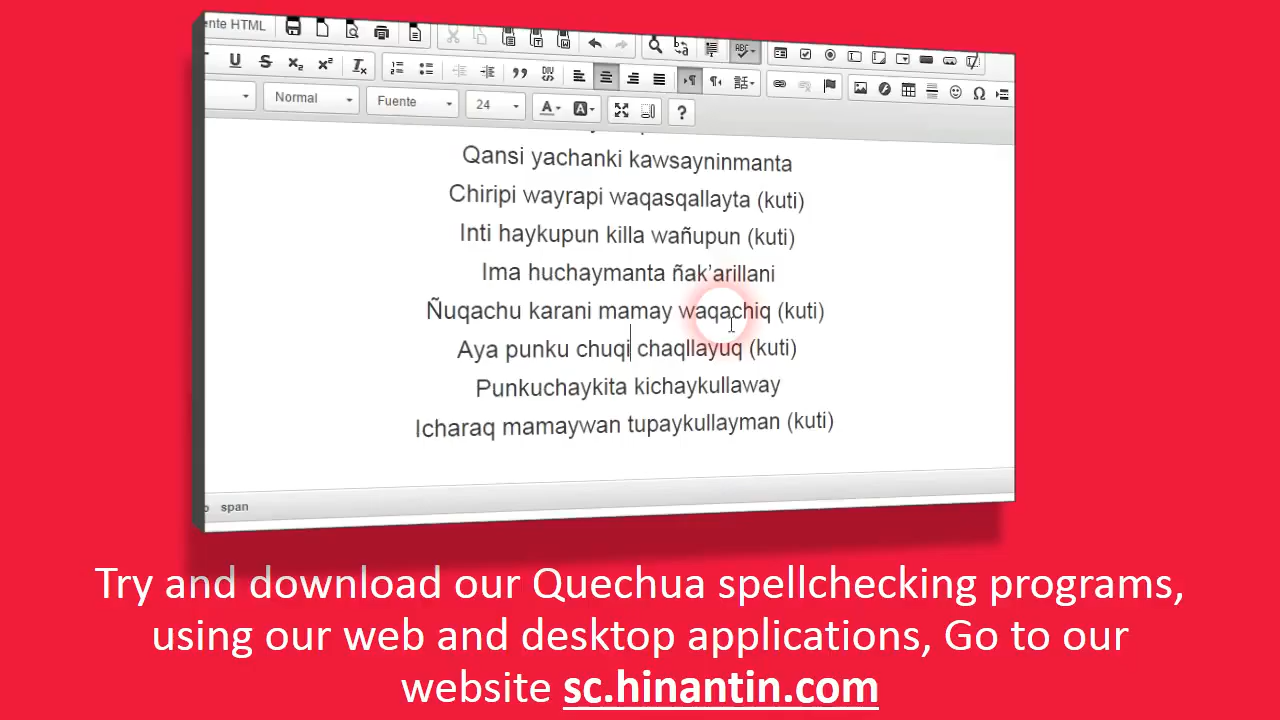 ente HTML
Normal Fuente 24
Qansi yachanki kawsayninmanta
Chiripi wayrapi waqasqallayta (kuti)
Inti haykupun killa wañupun (kuti)
Ima huchaymanta ñak’arillani
Ñuqachu karani mamay waqachiq (kuti)
Aya punku chuqi chaqllayuq (kuti)
Punkuchaykita kichaykullaway
Icharaq mamaywan tupaykullayman (kuti)
span
Try and download our Quechua spellchecking programs,
using our web and desktop applications, Go to our
website sc.hinantin.com